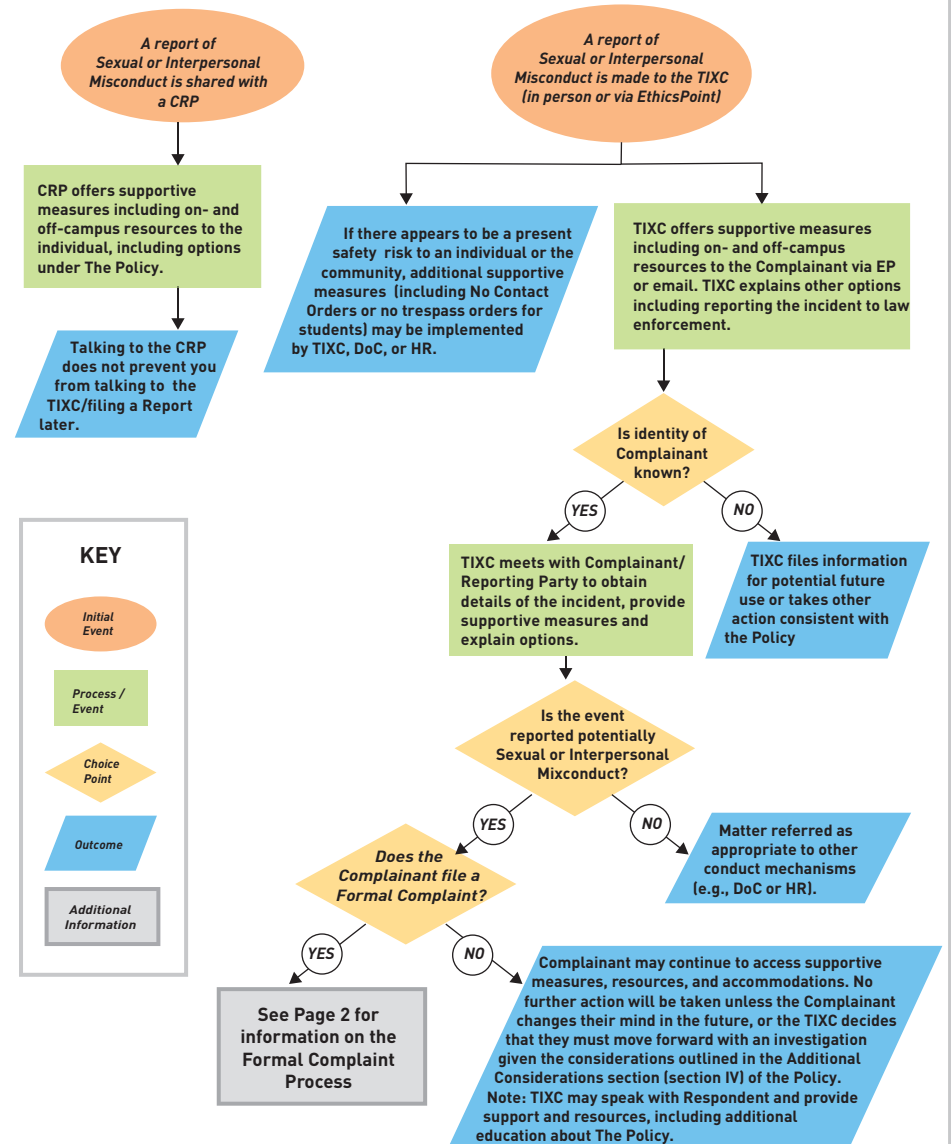 A report of
Sexual or Interpersonal
Misconduct is shared with
a CRP
CRP offers supportive
measures including on- and
off-campus resources to the
individual, including options
under The Policy.
Talking to the CRP
does not prevent you
from talking to the
TIXC/filing a Report
later.
A report of
Sexual or Interpersonal
Misconduct is made to the TIXC
(in person or via EthicsPoint)
If there appears to be a present
safety risk to an individual or the
community, additional supportive
measures (including No Contact
Orders or no trespass orders for
students) may be implemented
by TIXC, DoC, or HR.
TIXC offers supportive measures
including on- and off-campus
resources to the Complainant via EP
or email. TIXC explains other options
including reporting the incident to law
enforcement.
Is identity of
Complainant
known?
YES
NO
TIXC meets with Complainant/
Reporting Party to obtain
details of the incident, provide
supportive measures and
explain options.
TIXC files information
for potential future
use or takes other
action consistent with
the Policy
Is the event
reported potentially
Sexual or Interpersonal
Mixconduct?
YES
NO
Matter referred as
appropriate to other
conduct mechanisms
(e.g., DoC or HR).
Does the
Complainant file a
Formal Complaint?
YES
NO
See Page 2 for
information on the
Formal Complaint
Process
Complainant may continue to access supportive
measures, resources, and accommodations. No
further action will be taken unless the Complainant
changes their mind in the future, or the TIXC decides
that they must move forward with an investigation
given the considerations outlined in the Additional
Considerations section (section IV) of the Policy.
Note: TIXC may speak with Respondent and provide
support and resources, including additional
education about The Policy.
KEY
Initial
Event
Process /
Event
Choice
Point
Outcome
Additional
Information